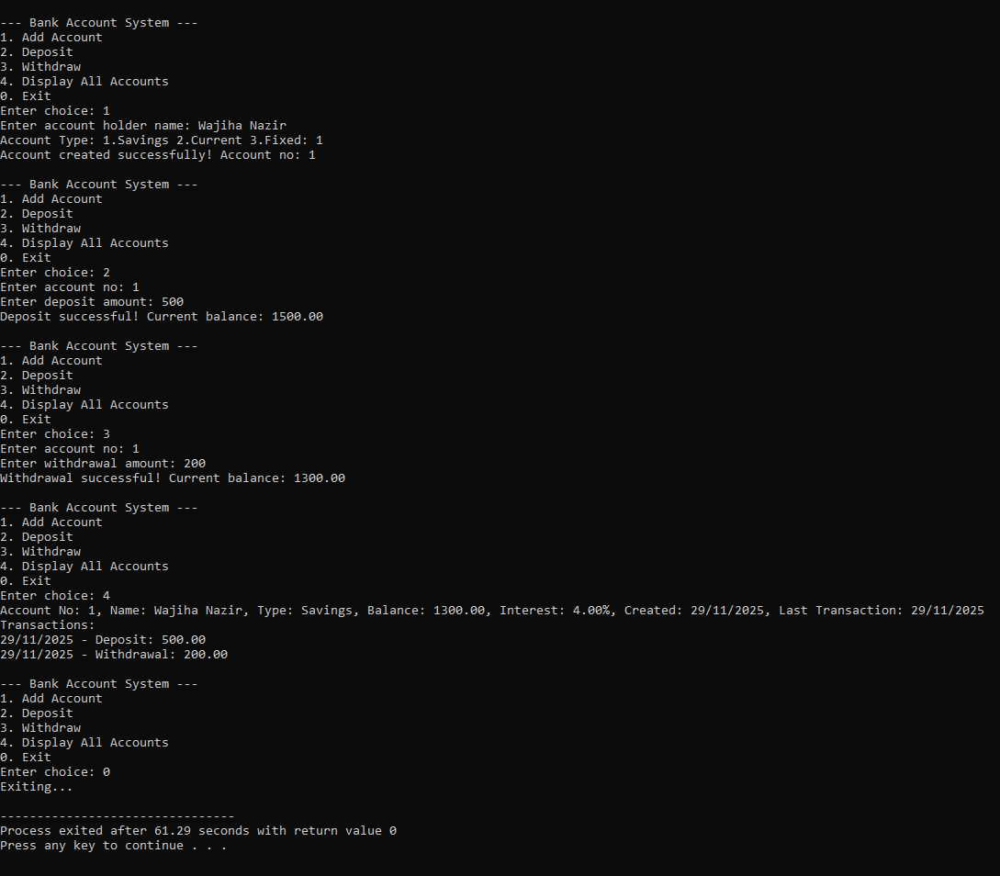 --- Bank Account System ---
1. Add Account
2. Deposit
3. Withdraw
4. Display All Accounts
0. Exit
Enter choice: 1
Enter account holder name: Wajiha Nazir
Account Type: 1.Savings 2.Current 3.Fixed: 1
Account created successfully! Account no: 1

--- Bank Account System ---
1. Add Account
2. Deposit
3. Withdraw
4. Display All Accounts
0. Exit
Enter choice: 2
Enter account no: 1
Enter deposit amount: 500
Deposit successful! Current balance: 1500.00

--- Bank Account System ---
1. Add Account
2. Deposit
3. Withdraw
4. Display All Accounts
0. Exit
Enter choice: 3
Enter account no: 1
Enter withdrawal amount: 200
Withdrawal successful! Current balance: 1300.00

--- Bank Account System ---
1. Add Account
2. Deposit
3. Withdraw
4. Display All Accounts
0. Exit
Enter choice: 4
Account No: 1, Name: Wajiha Nazir, Type: Savings, Balance: 1300.00, Interest: 4.00%, Created: 29/11/2025, Last Transaction: 29/11/2025
Transactions:
29/11/2025 - Deposit: 500.00
29/11/2025 - Withdrawal: 200.00

--- Bank Account System ---
1. Add Account
2. Deposit
3. Withdraw
4. Display All Accounts
0. Exit
Enter choice: 0
Exiting...

--------------------------------
Process exited after 61.29 seconds with return value 0
Press any key to continue . . .